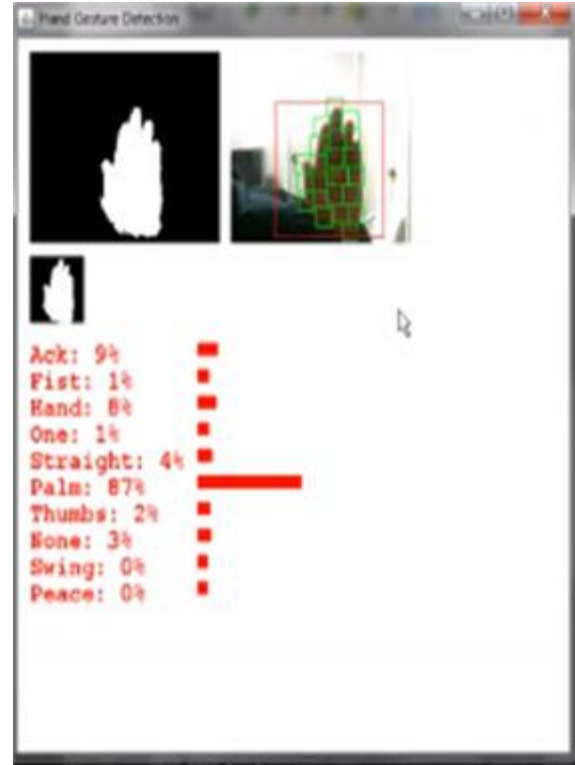 Hand Gesture Detection
Ack: 9%
Fist: 1%
Hand: 8%
One: 1%
Straight: 4%
Palm: 87%
Thumbs: 2%
None: 3%
Swing: 0%
Peace: 0%